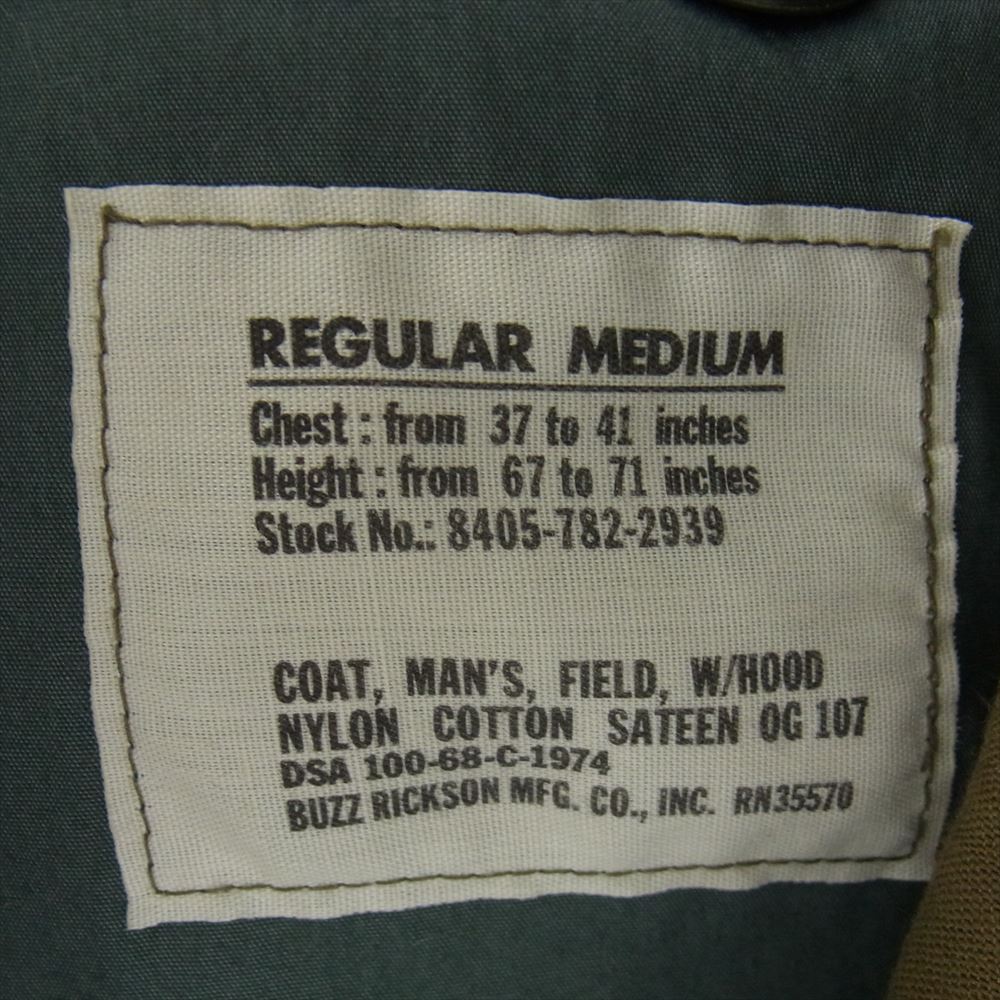 REGULAR MEDIUM
Chest : from 37 to 41 inches
Height : from 67 to 71 inches
Stock No.: 8405-782-2939
COAT, MAN'S, FIELD, W/HOOD
NYLON COTTON SATEEN OG 107
DSA 100-68-C-1974
BUZZ RICKSON MFG. CO., INC. RN35570